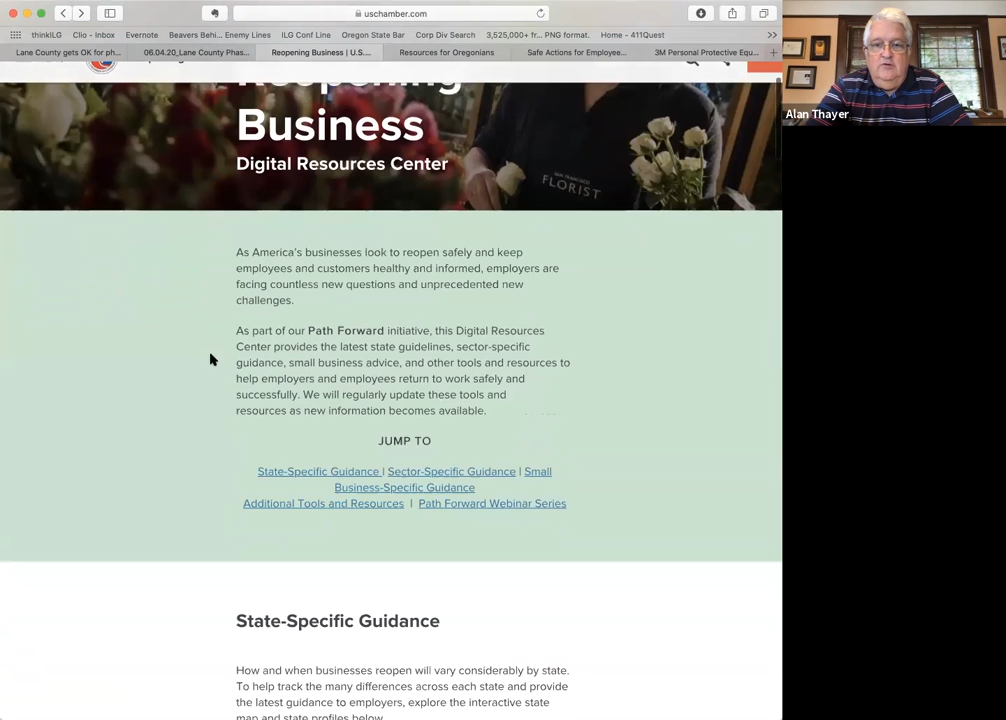 uschamber.com
thinkILG Clio - Inbox Evernote Beavers Behi... Enemy Lines ILG Conf Line Oregon State Bar Corp Div Search 3,525,000+ fr... PNG format. Home - 411Quest
Lane County gets OK for ph... 06.04.20_Lane County Phas... Reopening Business | U.S.... Resources for Oregonians Safe Actions for Employee... 3M Personal Protective Equ...
Reopening
Business
Digital Resources Center
SAN FRANCISCO
FLORIST
Alan Thayer
As America's businesses look to reopen safely and keep
employees and customers healthy and informed, employers are
facing countless new questions and unprecedented new
challenges.
As part of our Path Forward initiative, this Digital Resources
Center provides the latest state guidelines, sector-specific
guidance, small business advice, and other tools and resources to
help employers and employees return to work safely and
successfully. We will regularly update these tools and
resources as new information becomes available.
JUMP TO
State-Specific Guidance | Sector-Specific Guidance | Small
Business-Specific Guidance
Additional Tools and Resources | Path Forward Webinar Series
State-Specific Guidance
How and when businesses reopen will vary considerably by state.
To help track the many differences across each state and provide
the latest guidance to employers, explore the interactive state
map and state profiles below.